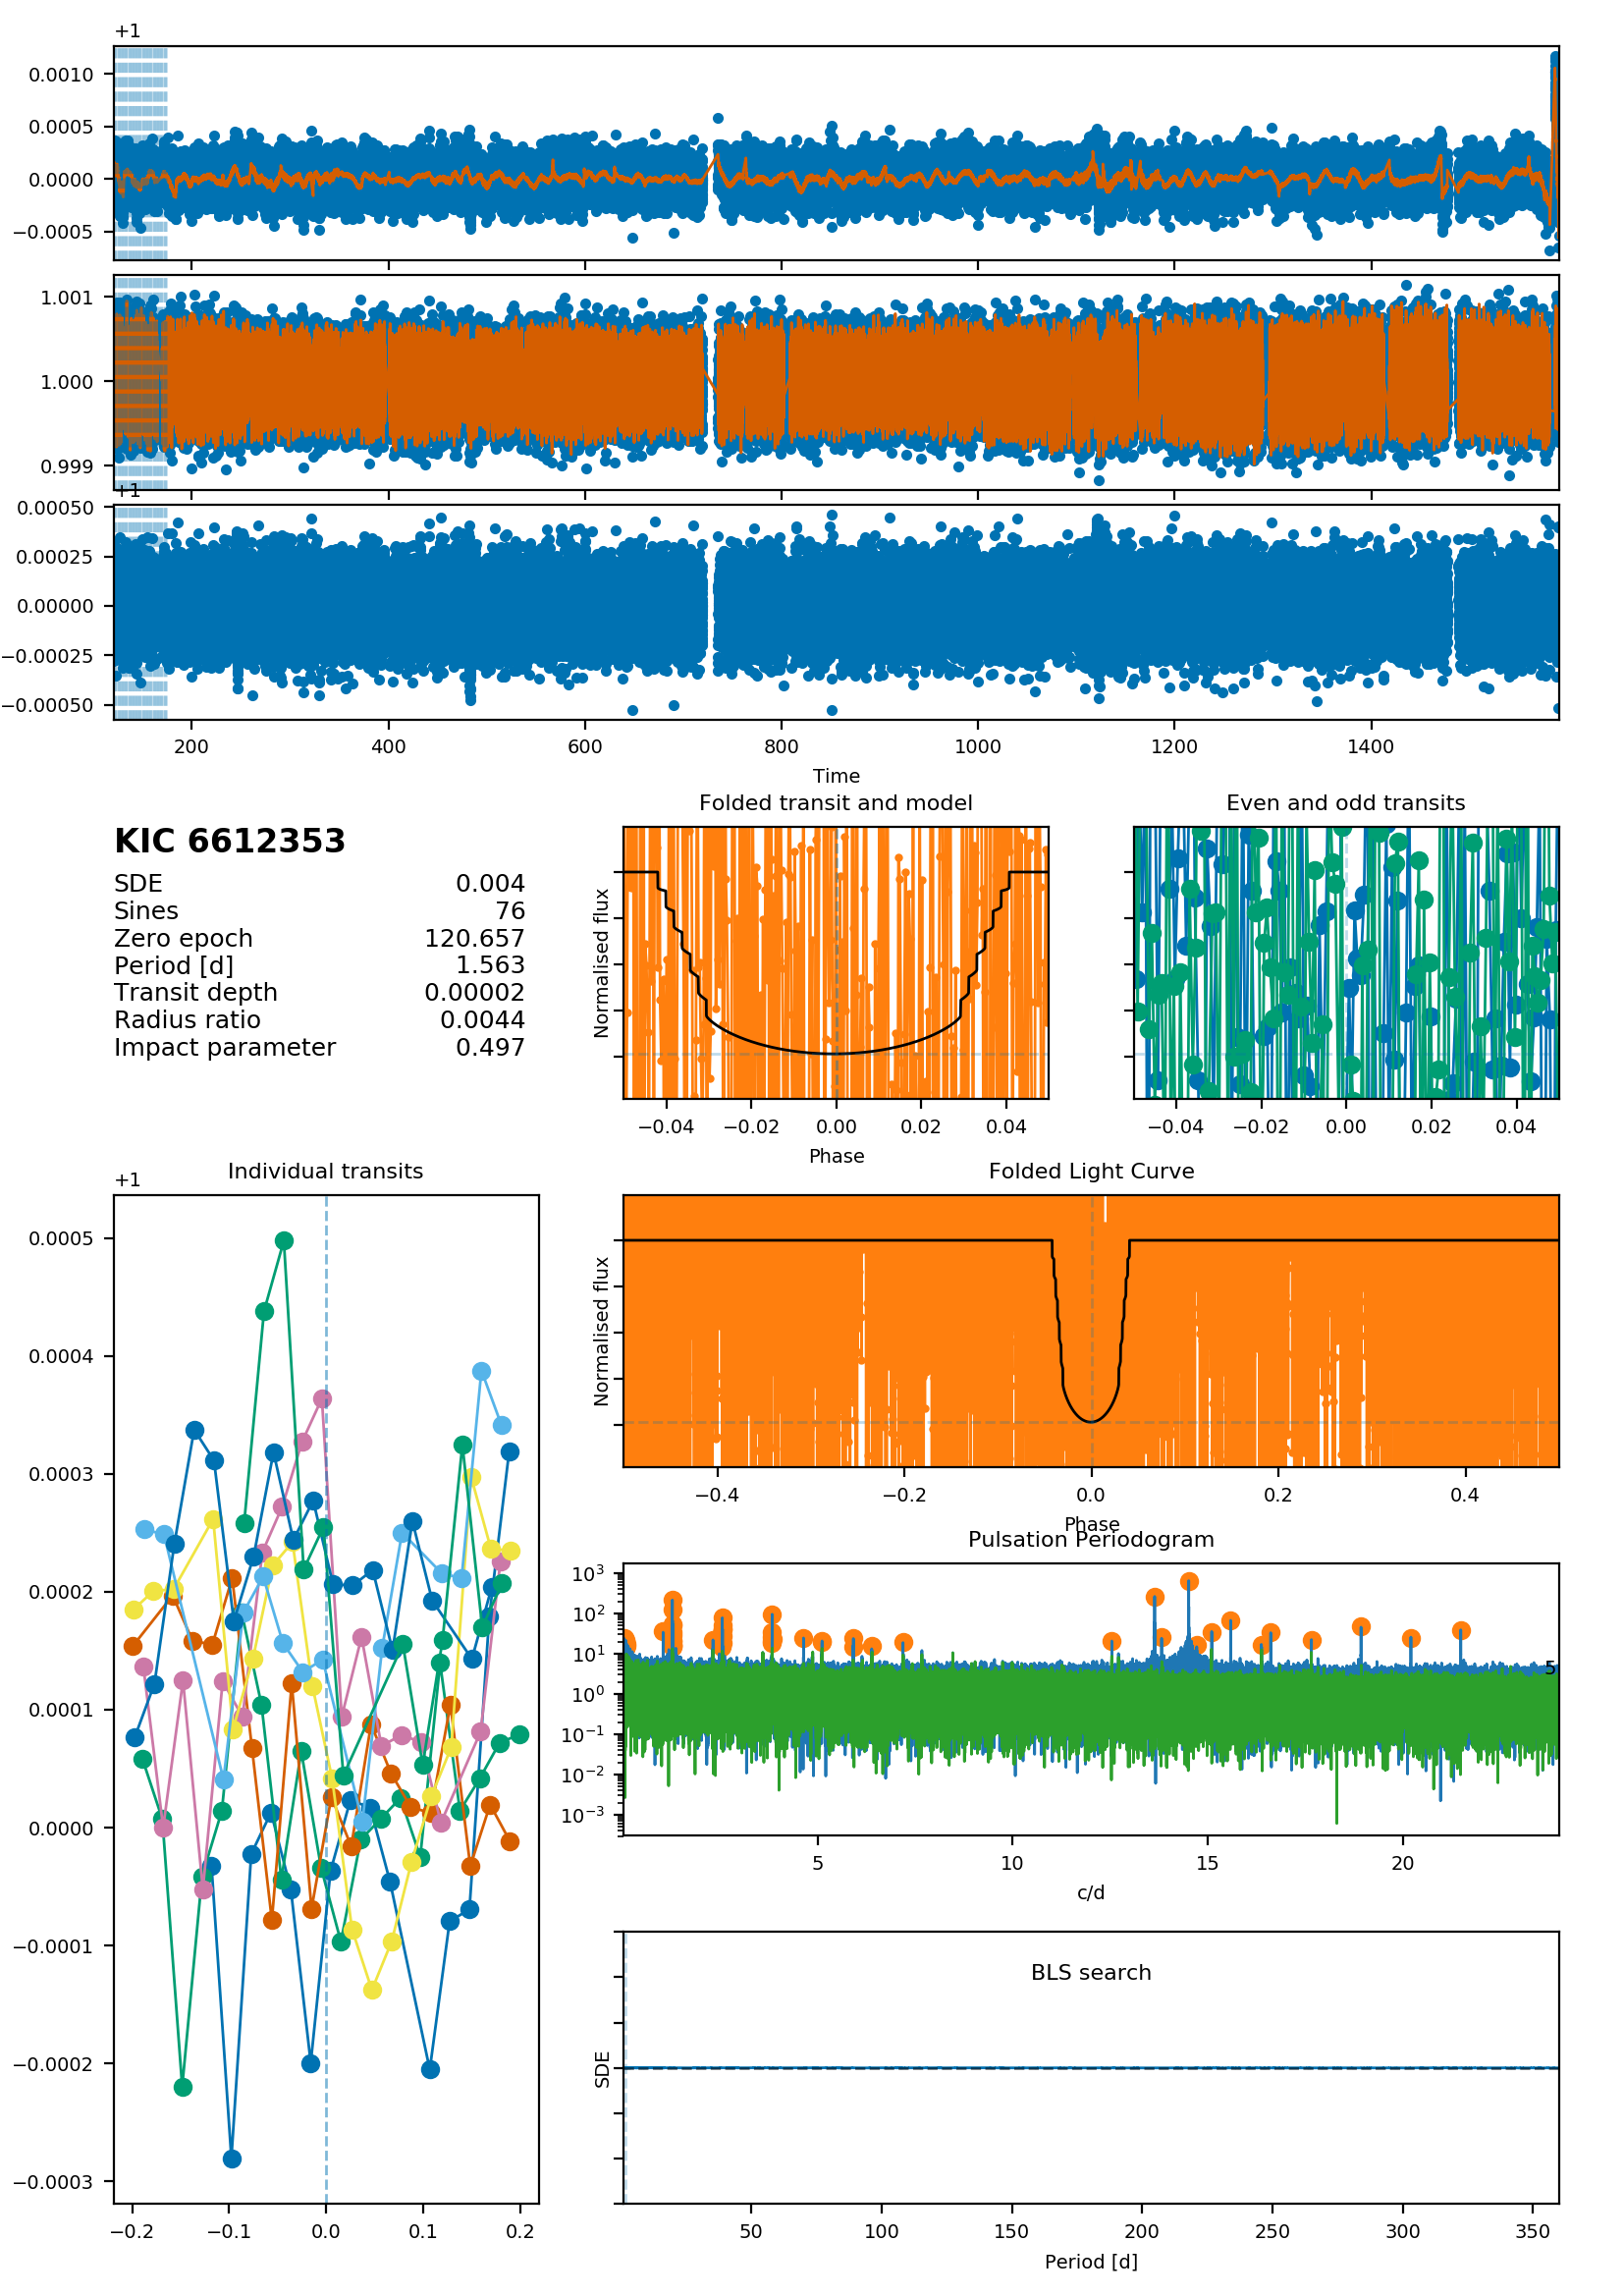 +1
0.0010
0.0005
0.0000
−0.0005
1.001
1.000
0.999
+1
0.00050
0.00025
0.00000
−0.00025
−0.00050
200 400 600 800 1000 1200 1400
Time
KIC 6612353
SDE 0.004
Sines 76
Zero epoch 120.657
Period [d] 1.563
Transit depth 0.00002
Radius ratio 0.0044
Impact parameter 0.497
Folded transit and model
Normalised flux
−0.04 −0.02 0.00 0.02 0.04
Phase
Even and odd transits
−0.04 −0.02 0.00 0.02 0.04
Individual transits
+1
0.0005
0.0004
0.0003
0.0002
0.0001
0.0000
−0.0001
−0.0002
−0.0003
−0.2 −0.1 0.0 0.1 0.2
Folded Light Curve
Normalised flux
−0.4 −0.2 0.0 0.2 0.4
Phase
Pulsation Periodogram
10³
10²
10¹
10⁰
10⁻¹
10⁻²
10⁻³
5
5 10 15 20
c/d
BLS search
SDE
50 100 150 200 250 300 350
Period [d]